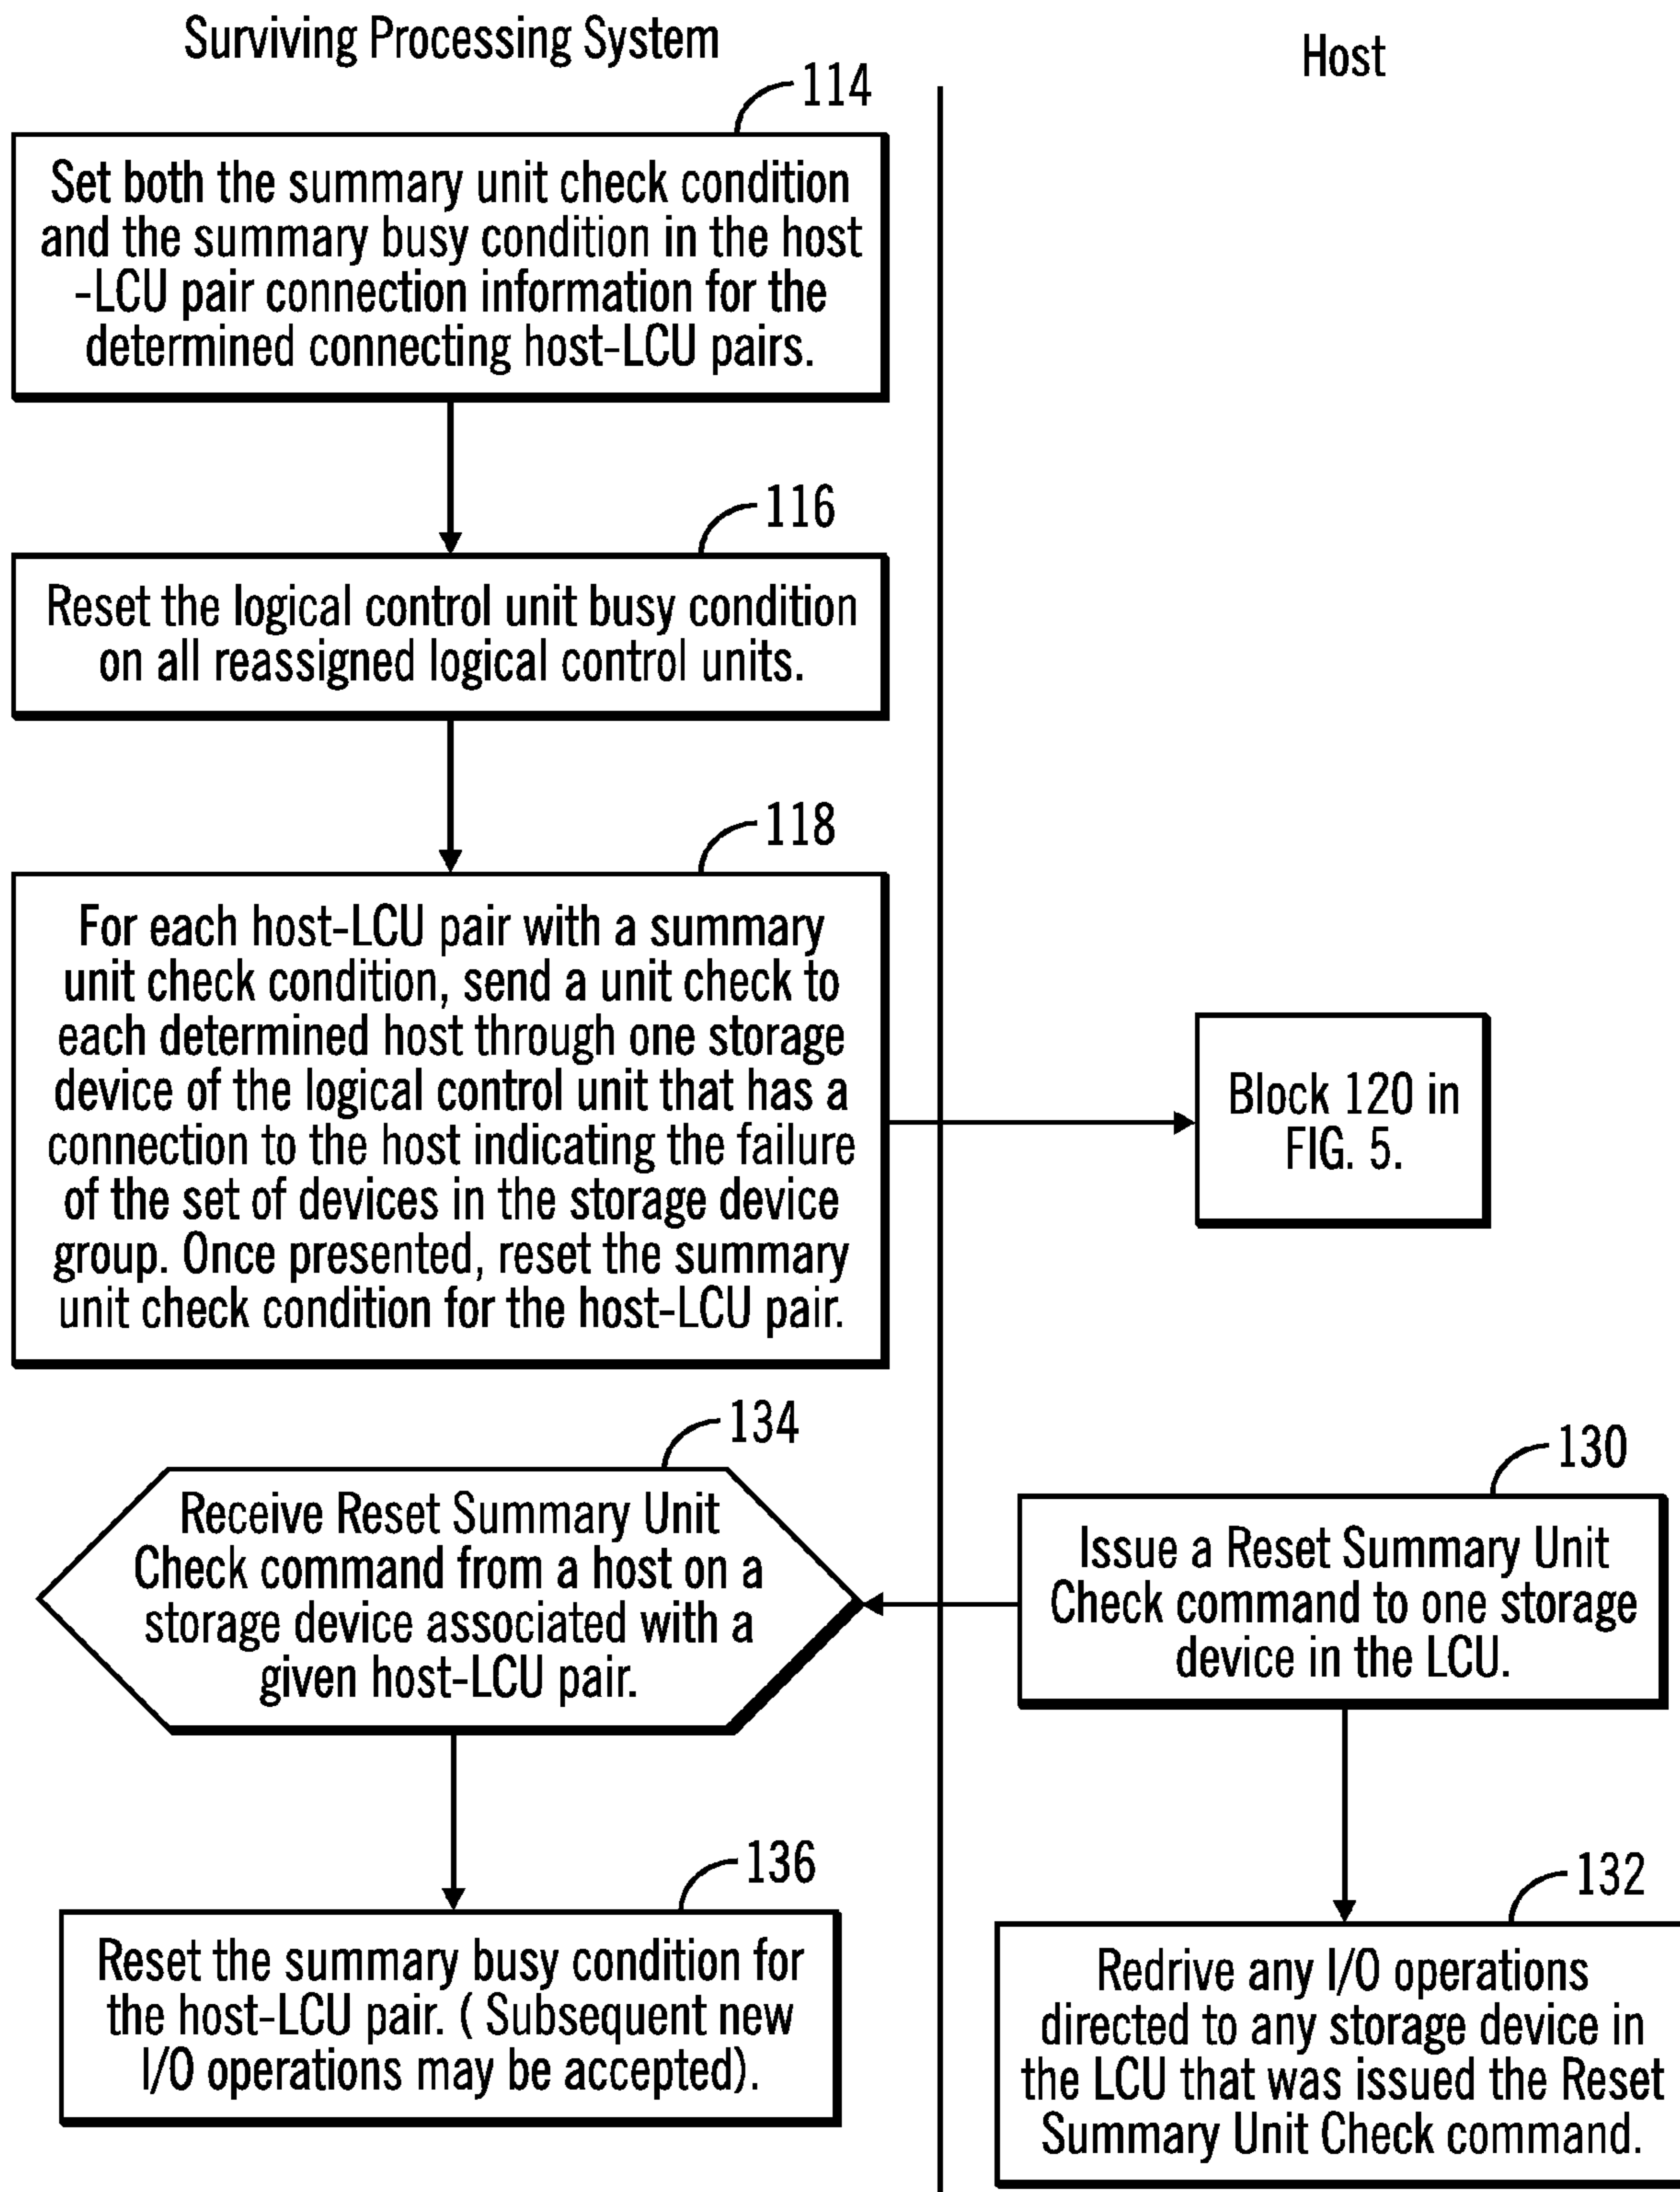 Surviving Processing System
Host
114
Set both the summary unit check condition
and the summary busy condition in the host
-LCU pair connection information for the
determined connecting host-LCU pairs.
116
Reset the logical control unit busy condition
on all reassigned logical control units.
118
For each host-LCU pair with a summary
unit check condition, send a unit check to
each determined host through one storage
device of the logical control unit that has a
connection to the host indicating the failure
of the set of devices in the storage device
group. Once presented, reset the summary
unit check condition for the host-LCU pair.
Block 120 in
FIG. 5.
134
Receive Reset Summary Unit
Check command from a host on a
storage device associated with a
given host-LCU pair.
130
Issue a Reset Summary Unit
Check command to one storage
device in the LCU.
136
Reset the summary busy condition for
the host-LCU pair. ( Subsequent new
I/O operations may be accepted).
132
Redrive any I/O operations
directed to any storage device in
the LCU that was issued the Reset
Summary Unit Check command.